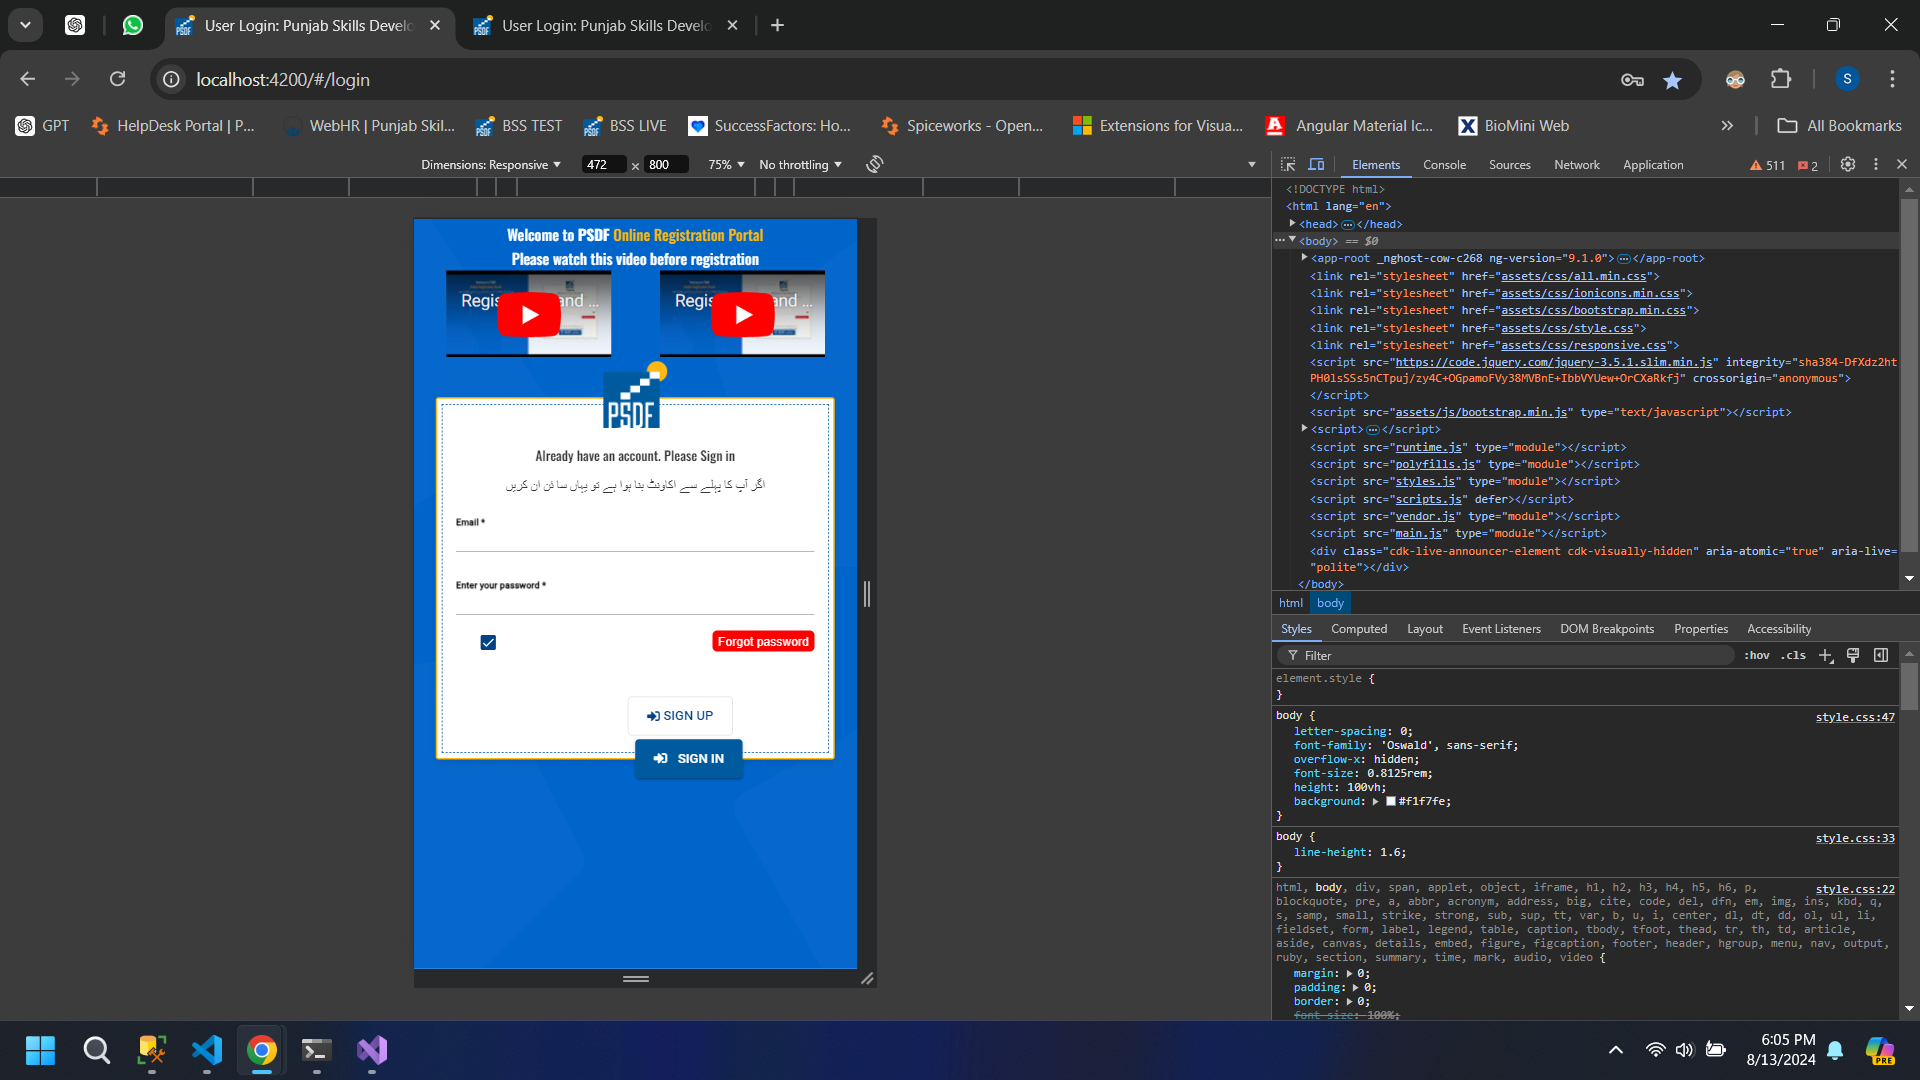 User Login: Punjab Skills Develo
User Login: Punjab Skills Develo
localhost:4200/#/login
S
GPT
HelpDesk Portal | P...
WebHR | Punjab Skil...
BSS TEST
BSS LIVE
SuccessFactors: Ho...
Spiceworks - Open...
Extensions for Visua...
Angular Material Ic...
BioMini Web
All Bookmarks
Dimensions: Responsive
472 x 800
75%
No throttling
Elements
Console
Sources
Network
Application
511
2
Welcome to PSDF Online Registration Portal
Please watch this video before registration
PSDF
Already have an account. Please Sign in
اگر آپ کا پہلے سے اکاونٹ بنا ہوا ہے تو یہاں سا ئن ان کریں
Email *
Enter your password *
Forgot password
SIGN UP
SIGN IN
<!DOCTYPE html>
<html lang="en">
<head> </head>
<body> == $0
<app-root _nghost-cow-c268 ng-version="9.1.0"> </app-root>
<link rel="stylesheet" href="assets/css/all.min.css">
<link rel="stylesheet" href="assets/css/ionicons.min.css">
<link rel="stylesheet" href="assets/css/bootstrap.min.css">
<link rel="stylesheet" href="assets/css/style.css">
<link rel="stylesheet" href="assets/css/responsive.css">
<script src="https://code.jquery.com/jquery-3.5.1.slim.min.js" integrity="sha384-DfXdz2ht
PH0lsSSs5nCTpuj/zy4C+OGpamoFVy38MVBnE+IbbVYUew+OrCXaRkfj" crossorigin="anonymous">
</script>
<script src="assets/js/bootstrap.min.js" type="text/javascript"></script>
<script> </script>
<script src="runtime.js" type="module"></script>
<script src="polyfills.js" type="module"></script>
<script src="styles.js" type="module"></script>
<script src="scripts.js" defer></script>
<script src="vendor.js" type="module"></script>
<script src="main.js" type="module"></script>
<div class="cdk-live-announcer-element cdk-visually-hidden" aria-atomic="true" aria-live=
"polite"></div>
</body>
html
body
Styles
Computed
Layout
Event Listeners
DOM Breakpoints
Properties
Accessibility
Filter
:hov
.cls
element.style {
}
body {
style.css:47
letter-spacing: 0;
font-family: 'Oswald', sans-serif;
overflow-x: hidden;
font-size: 0.8125rem;
height: 100vh;
background: #f1f7fe;
}
body {
style.css:33
line-height: 1.6;
}
html, body, div, span, applet, object, iframe, h1, h2, h3, h4, h5, h6, p,
style.css:22
blockquote, pre, a, abbr, acronym, address, big, cite, code, del, dfn, em, img, ins, kbd, q,
s, samp, small, strike, strong, sub, sup, tt, var, b, u, i, center, dl, dt, dd, ol, ul, li,
fieldset, form, label, legend, table, caption, tbody, tfoot, thead, tr, th, td, article,
aside, canvas, details, embed, figure, figcaption, footer, header, hgroup, menu, nav, output,
ruby, section, summary, time, mark, audio, video {
margin: 0;
padding: 0;
border: 0;
font-size: 100%;
6:05 PM
8/13/2024
PRE